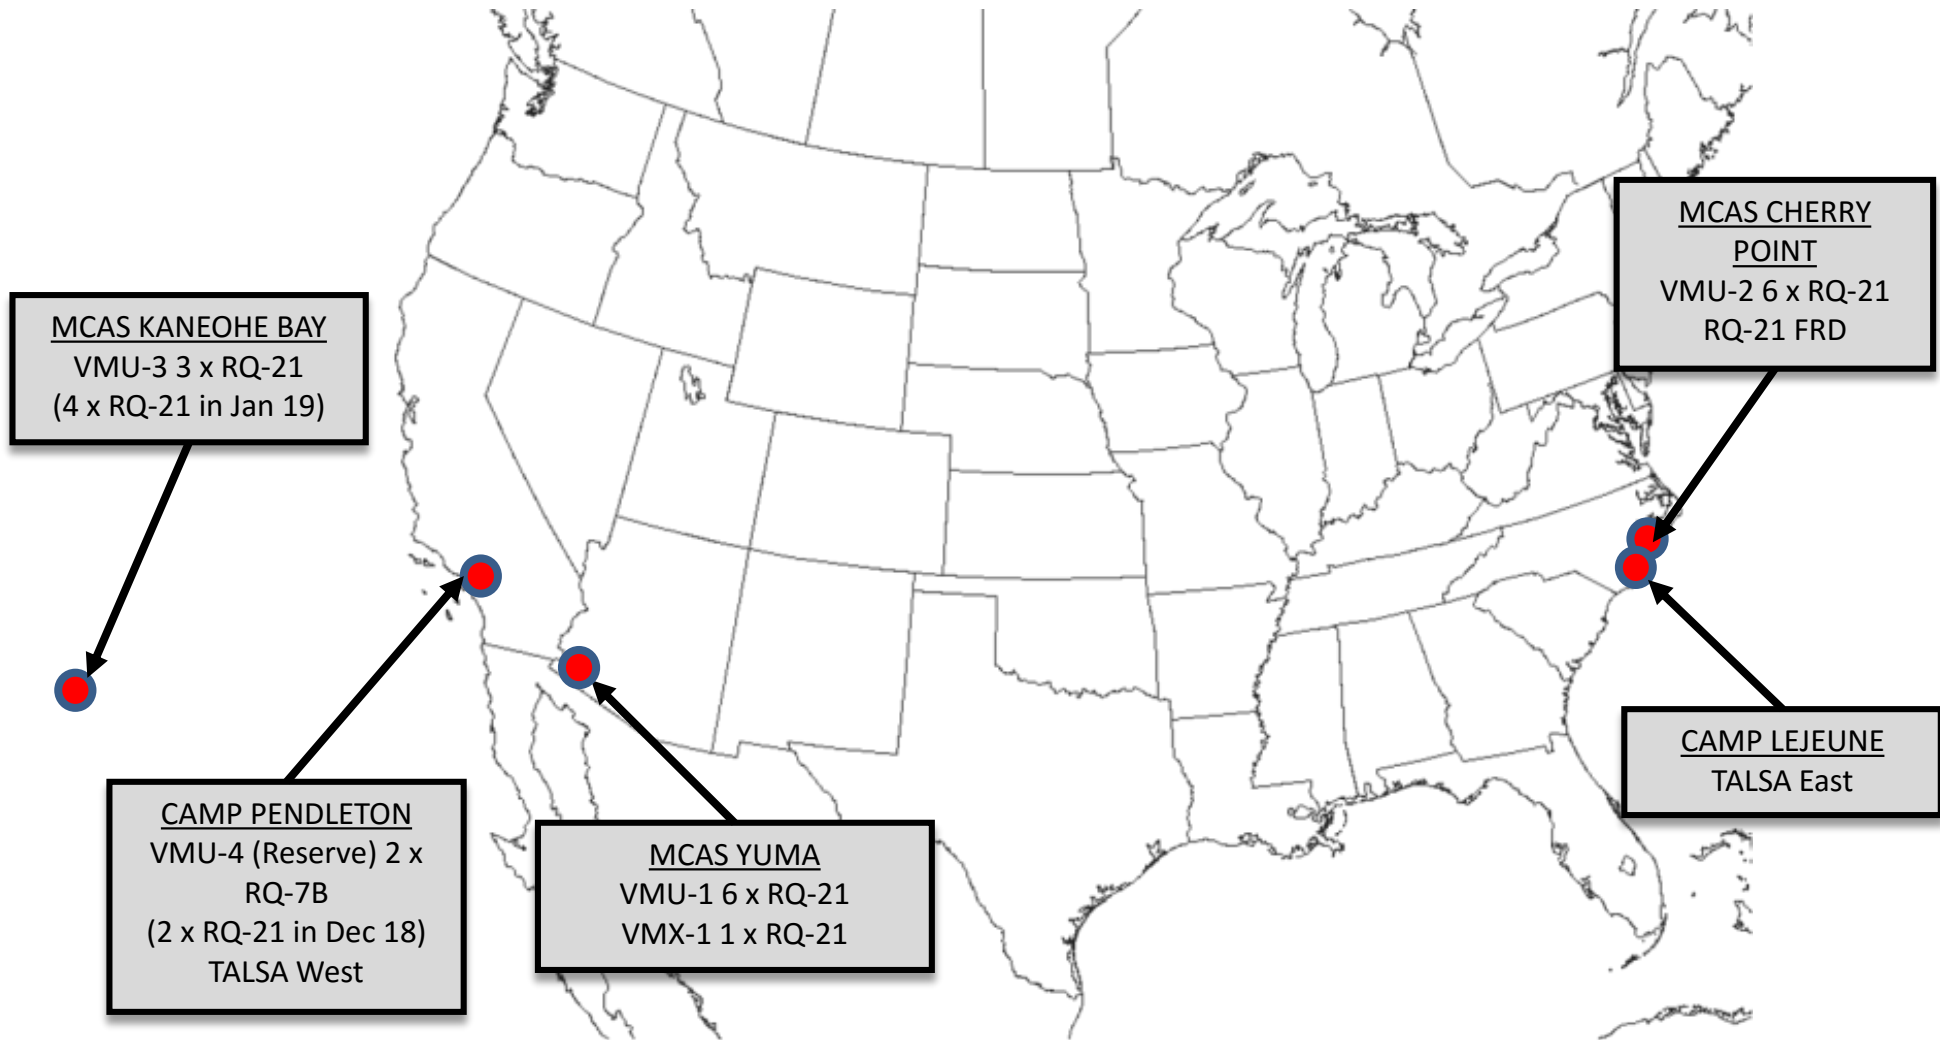 MCAS CHERRY
POINT
VMU-2 6 x RQ-21
RQ-21 FRD
MCAS KANEOHE BAY
VMU-3 3 x RQ-21
(4 x RQ-21 in Jan 19)
CAMP LEJEUNE
TALSA East
CAMP PENDLETON
VMU-4 (Reserve) 2 x
RQ-7B
(2 x RQ-21 in Dec 18)
TALSA West
MCAS YUMA
VMU-1 6 x RQ-21
VMX-1 1 x RQ-21